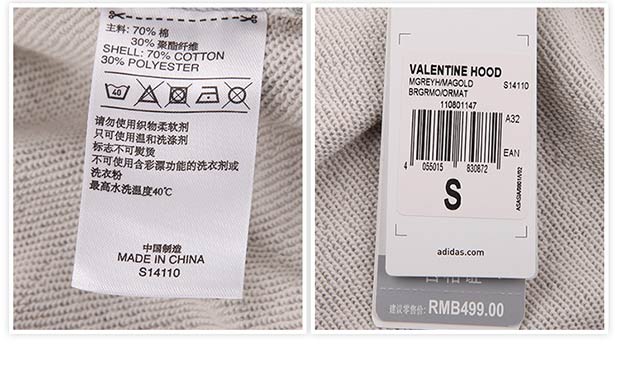 主料: 70% 棉
30% 聚酯纤维
SHELL: 70% COTTON
30% POLYESTER
40
请勿使用织物柔软剂
只可使用温和洗涤剂
标志不可熨烫
不可使用含彩漂功能的洗衣剂或
洗衣粉
最高水洗温度40℃
中国制造
MADE IN CHINA
S14110
VALENTINE HOOD
MGREYH/MAGOLD S14110
BRGRMO/ORMAT
110801147
A32
EAN
4 055015 830872
S
adidas.com
合格证
建议零售价: RMB499.00